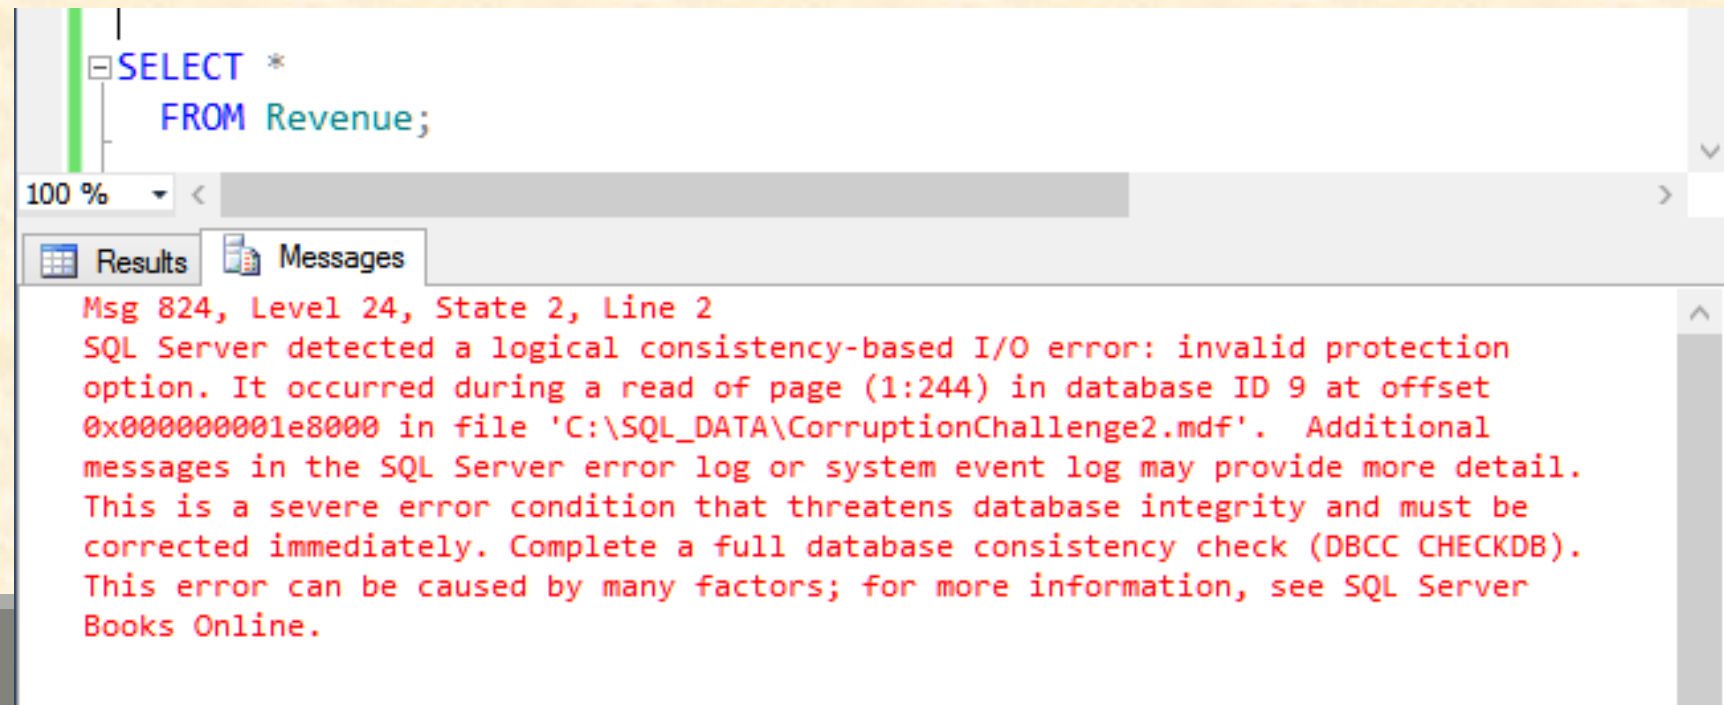 SELECT *
FROM Revenue;
100 %
Results Messages
Msg 824, Level 24, State 2, Line 2
SQL Server detected a logical consistency-based I/O error: invalid protection
option. It occurred during a read of page (1:244) in database ID 9 at offset
0x000000001e8000 in file 'C:\SQL_DATA\CorruptionChallenge2.mdf'.  Additional
messages in the SQL Server error log or system event log may provide more detail.
This is a severe error condition that threatens database integrity and must be
corrected immediately. Complete a full database consistency check (DBCC CHECKDB).
This error can be caused by many factors; for more information, see SQL Server
Books Online.